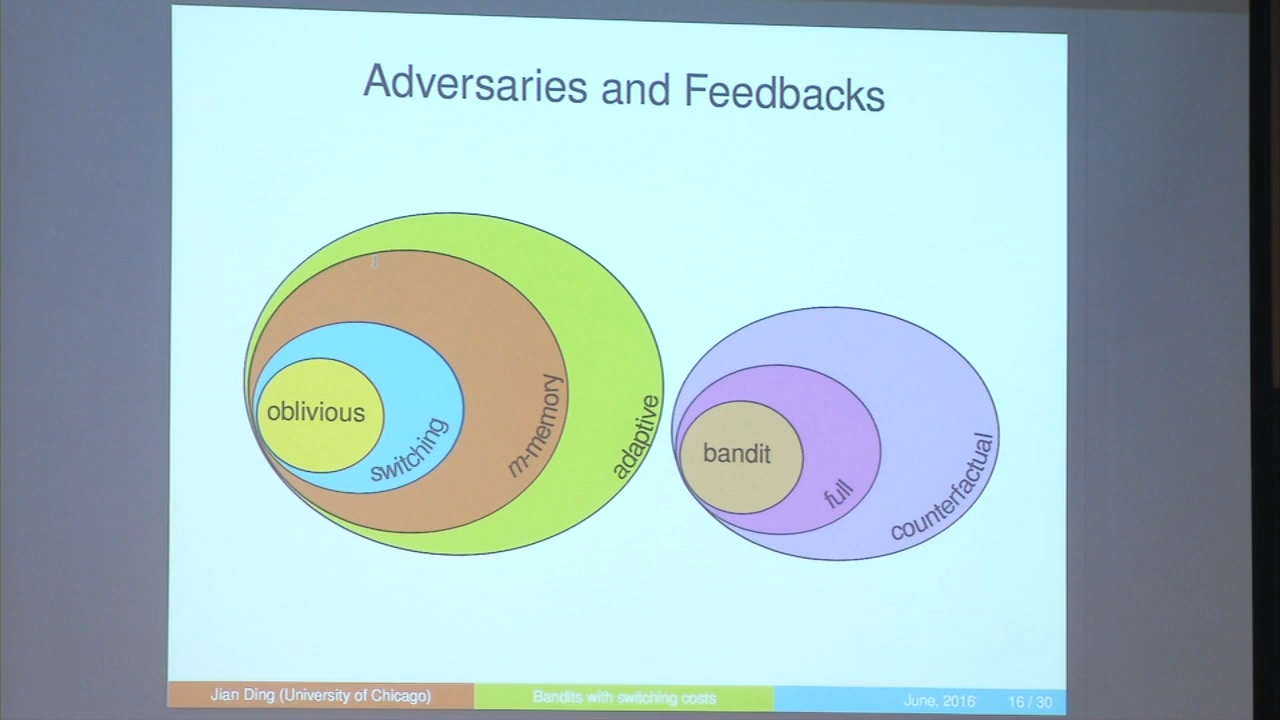 Adversaries and Feedbacks
oblivious
switching
m-memory
adaptive
bandit
full
counterfactual
Jian Ding (University of Chicago)
Bandits with switching costs
June, 2016
16 / 30